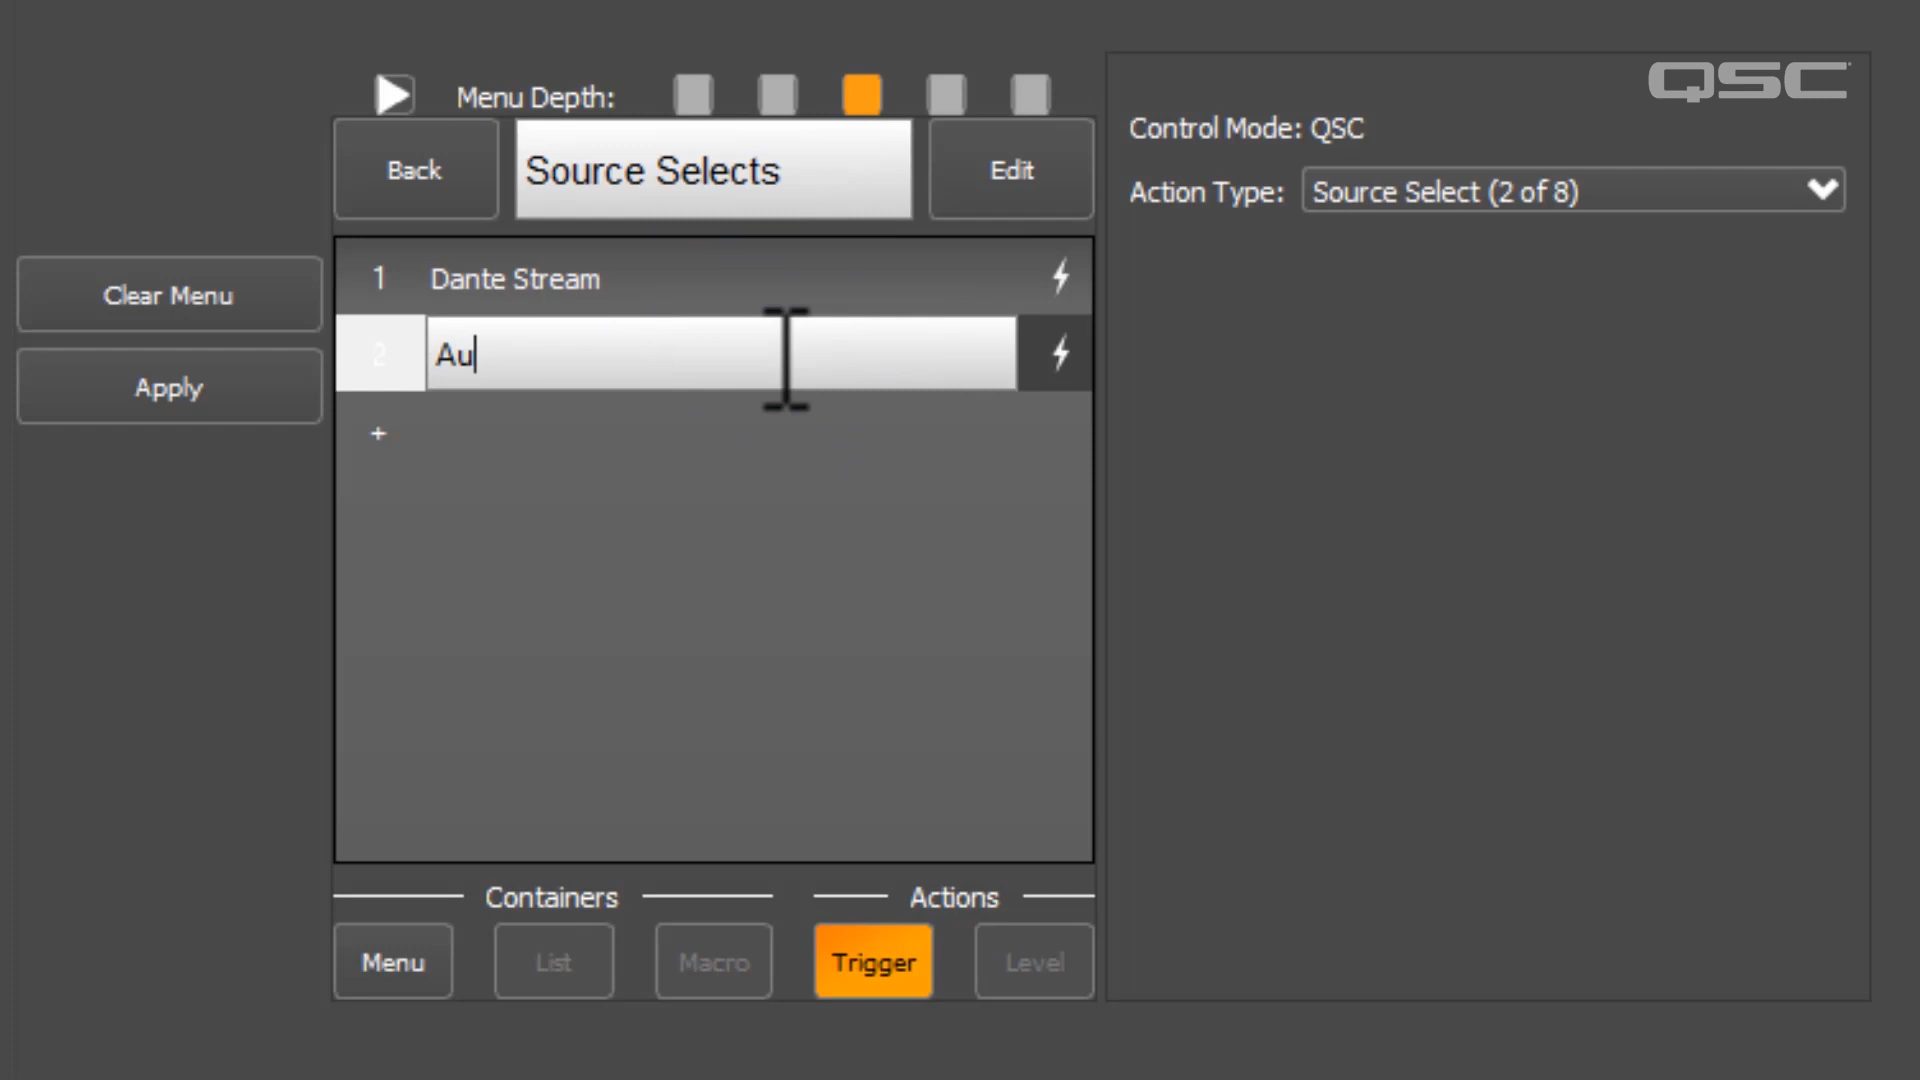 QSC
Menu Depth:
Control Mode: QSC
Back
Source Selects
Edit
Action Type: Source Select (2 of 8)
1 Dante Stream
Clear Menu
2 Au
Apply
+
Containers
Actions
Menu
List
Macro
Trigger
Level